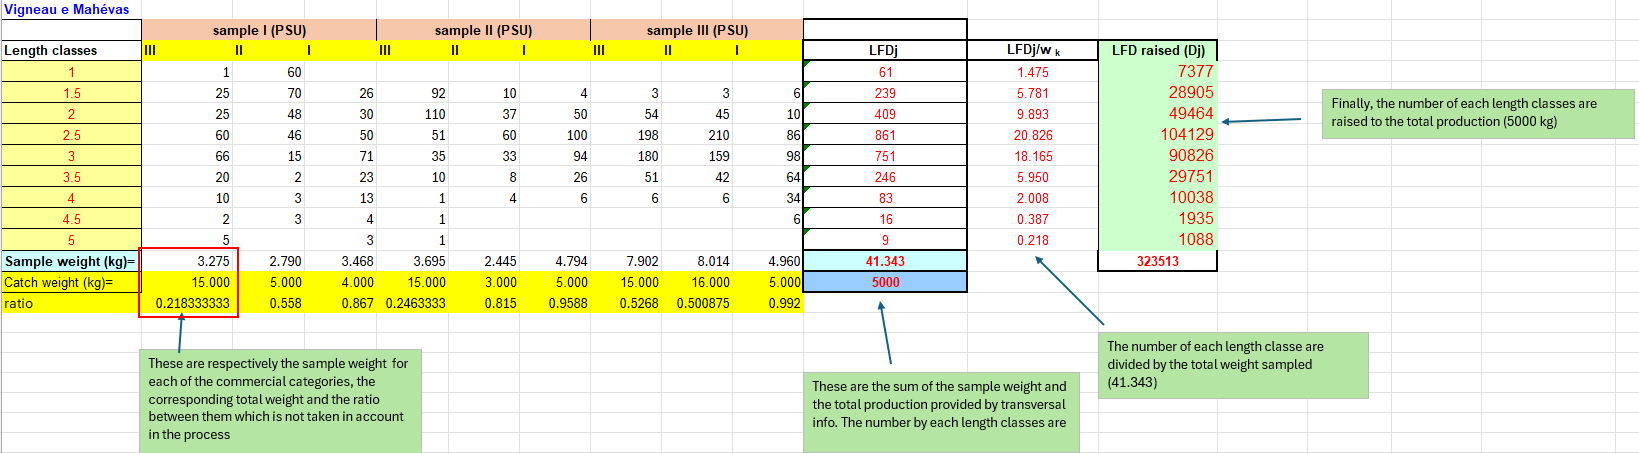 Vigneau e Mahévas
sample I (PSU) sample II (PSU) sample III (PSU)
Length classes III II I III II I III II I LFDj LFDj/w k LFD raised (Dj)
1 1 60 61 1.475 7377
1.5 25 70 26 92 10 4 3 3 6 239 5.781 28905
2 25 48 30 110 37 50 54 45 10 409 9.893 49464
2.5 60 46 50 51 60 100 198 210 86 861 20.826 104129
3 66 15 71 35 33 94 180 159 98 751 18.165 90826
3.5 20 2 23 10 8 26 51 42 64 246 5.950 29751
4 10 3 13 1 4 6 6 6 34 83 2.008 10038
4.5 2 3 4 1 6 16 0.387 1935
5 5 3 1 9 0.218 1088
Sample weight (kg)= 3.275 2.790 3.468 3.695 2.445 4.794 7.902 8.014 4.960 41.343 323513
Catch weight (kg)= 15.000 5.000 4.000 15.000 3.000 5.000 15.000 16.000 5.000 5000
ratio 0.218333333 0.558 0.867 0.2463333 0.815 0.9588 0.5268 0.500875 0.992
Finally, the number of each length classes are
raised to the total production (5000 kg)
These are respectively the sample weight for
each of the commercial categories, the
corresponding total weight and the ratio
between them which is not taken in account
in the process
These are the sum of the sample weight and
the total production provided by transversal
info. The number by each length classes are
The number of each length classe are
divided by the total weight sampled
(41.343)